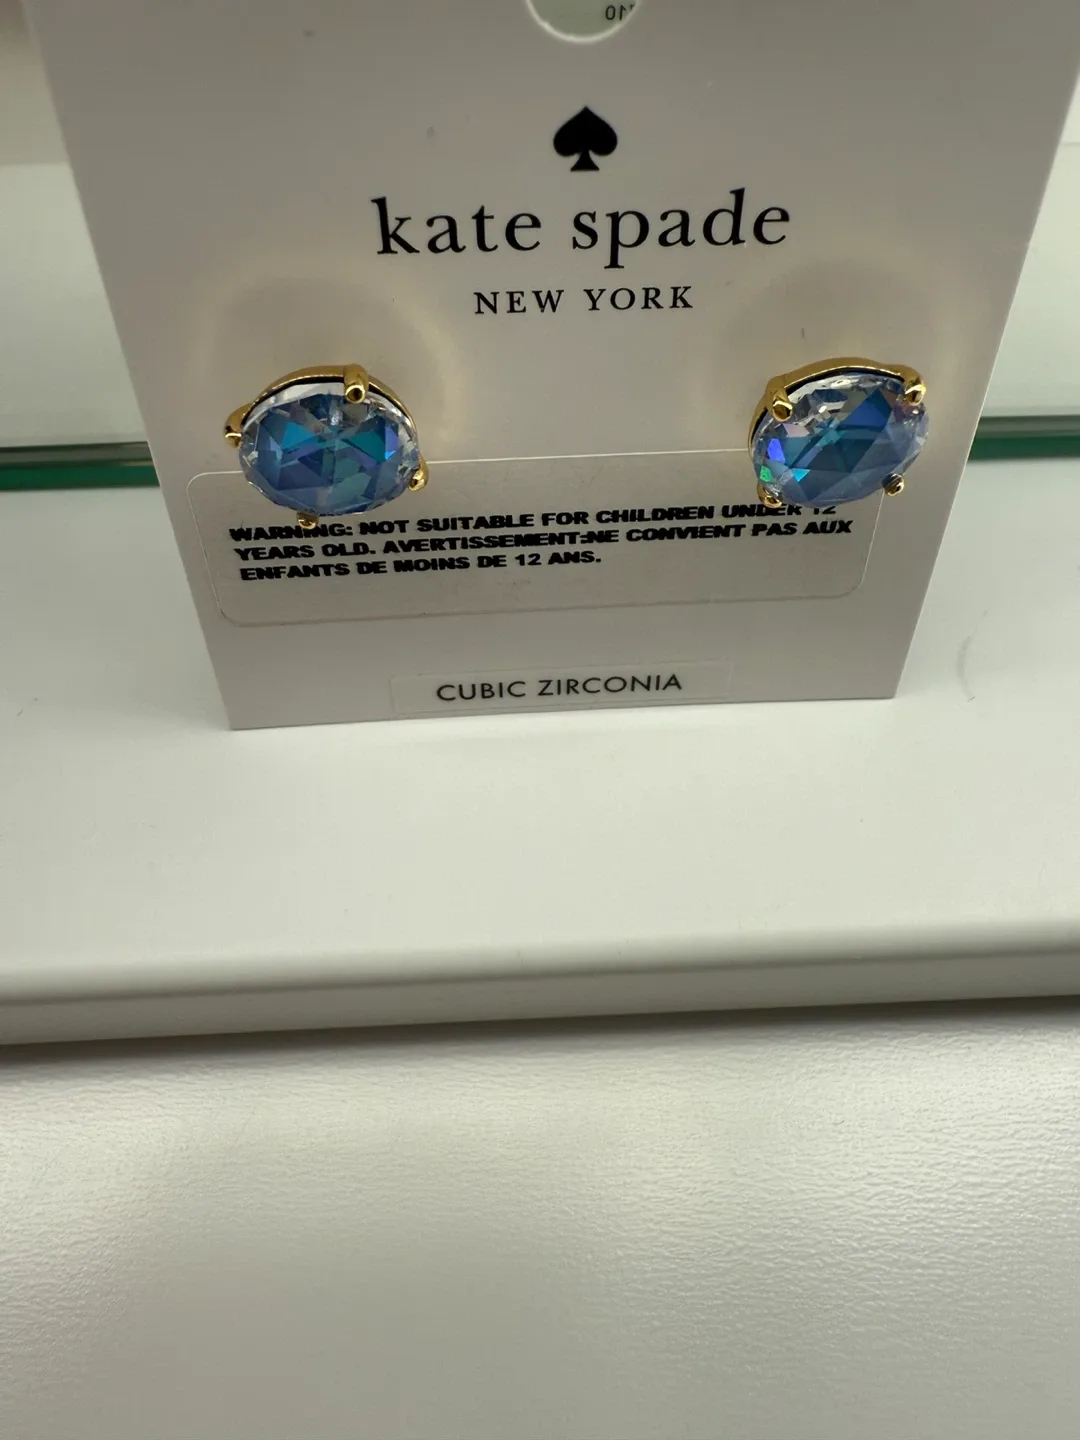 kate spade
NEW YORK
WARNING: NOT SUITABLE FOR CHILDREN UNDER 12
YEARS OLD. AVERTISSEMENT:NE CONVIENT PAS AUX
ENFANTS DE MOINS DE 12 ANS.
CUBIC ZIRCONIA